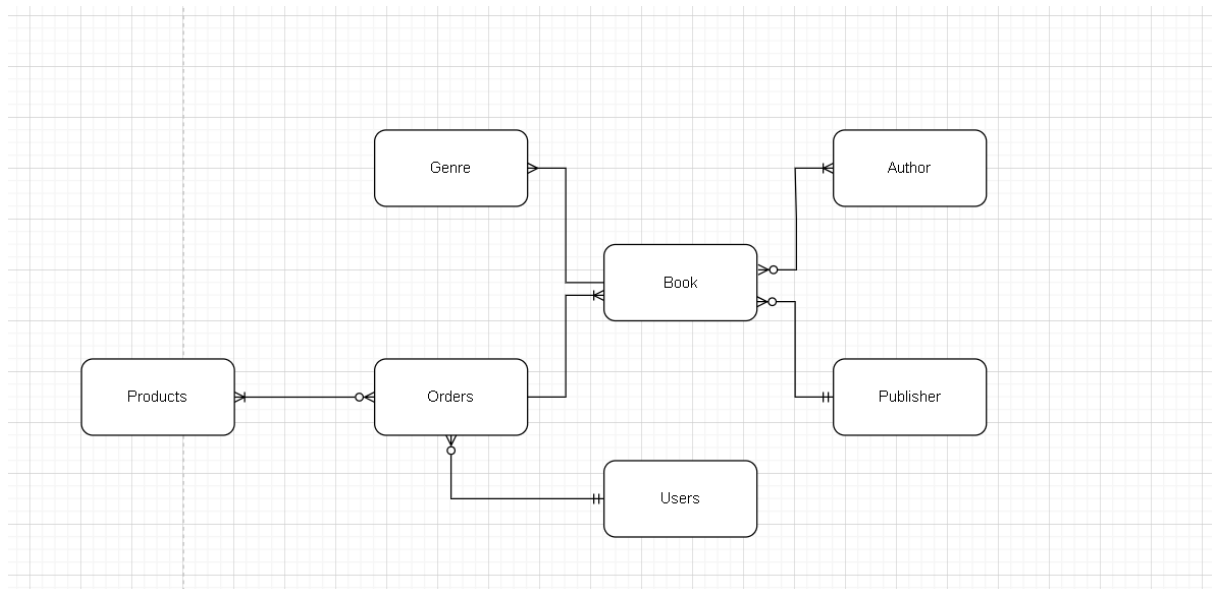 Genre
Author
Book
Products
Orders
Publisher
Users